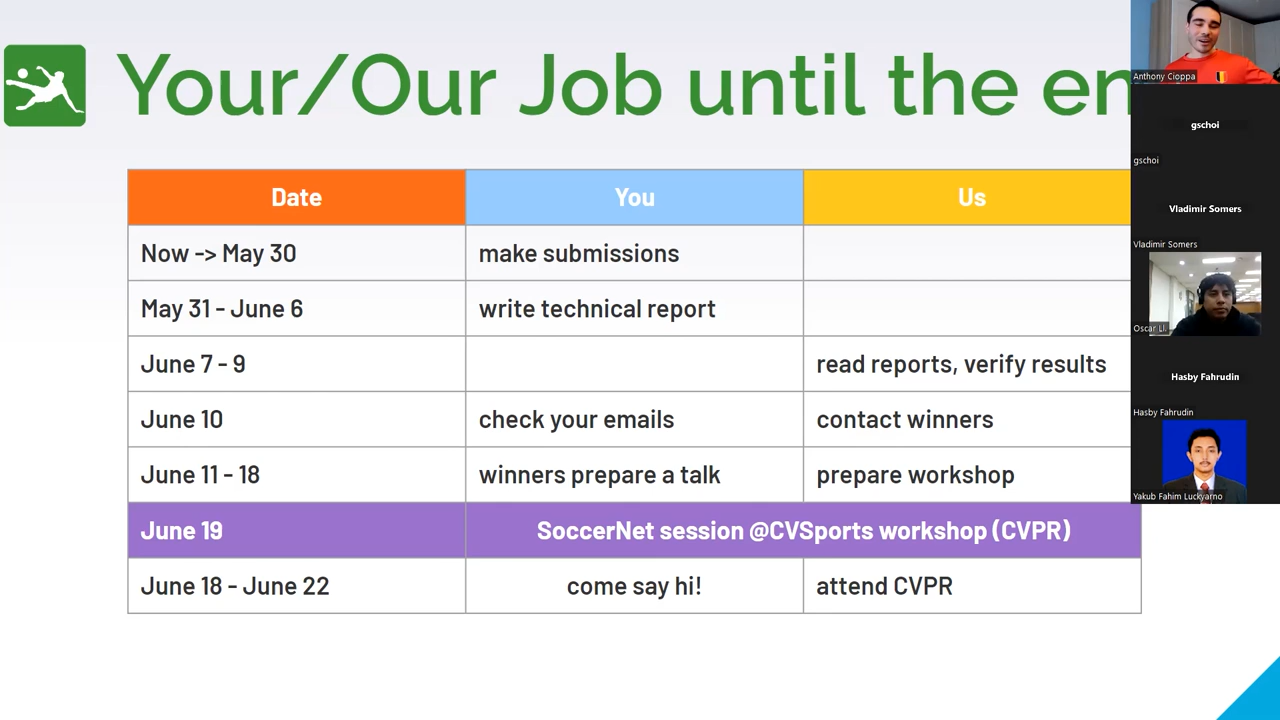 Your/Our Job until the en
Date You Us
Now -> May 30 make submissions
May 31 - June 6 write technical report
June 7 - 9 read reports, verify results
June 10 check your emails contact winners
June 11 - 18 winners prepare a talk prepare workshop
June 19 SoccerNet session @CVSports workshop (CVPR)
June 18 - June 22 come say hi! attend CVPR
Anthony Cioppa
gschoi
gschoi
Vladimir Somers
Vladimir Somers
Oscar Ll.
Hasby Fahrudin
Hasby Fahrudin
Yakub Fahim Luckyarno